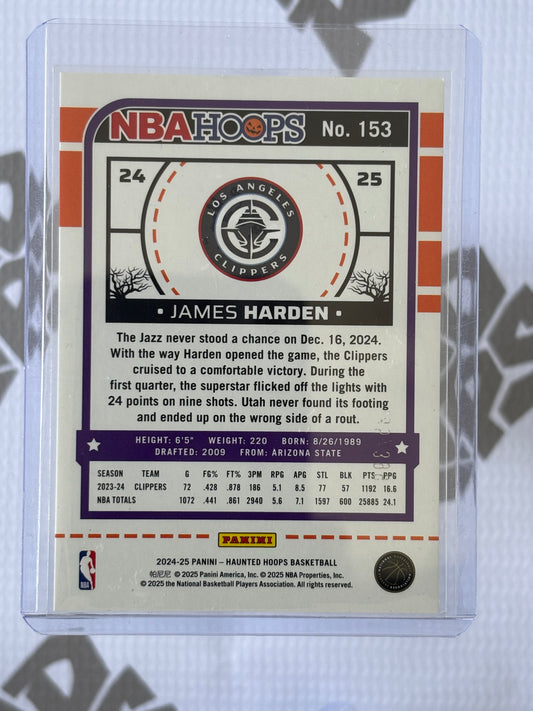 NBA HOOPS No. 153
24 25
LOS ANGELES
CLIPPERS
• JAMES HARDEN •
The Jazz never stood a chance on Dec. 16, 2024.
With the way Harden opened the game, the Clippers
cruised to a comfortable victory. During the
first quarter, the superstar flicked off the lights with
24 points on nine shots. Utah never found its footing
and ended up on the wrong side of a rout.
HEIGHT: 6'5" WEIGHT: 220 BORN: 8/26/1989
DRAFTED: 2009 FROM: ARIZONA STATE
SEASON TEAM G FG% FT% 3PM RPG APG STL BLK PTS PPG
2023-24 CLIPPERS 72 .428 .878 186 5.1 8.5 77 57 1192 16.6
NBA TOTALS 1072 .441 .861 2940 5.6 7.1 1597 600 25885 24.1
PANINI
2024-25 PANINI – HAUNTED HOOPS BASKETBALL
帕尼尼 © 2025 Panini America, Inc. © 2025 NBA Properties, Inc.
© 2025 the National Basketball Players Association. All rights reserved.
NBA